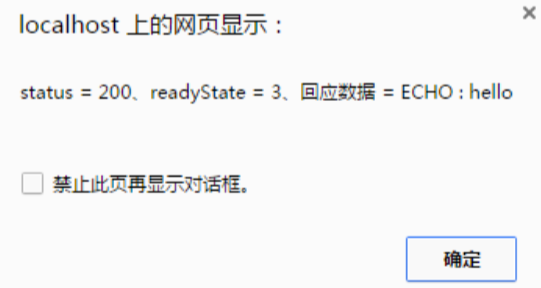 localhost 上的网页显示：
status = 200、readyState = 3、回应数据 = ECHO : hello
禁止此页再显示对话框。
确定